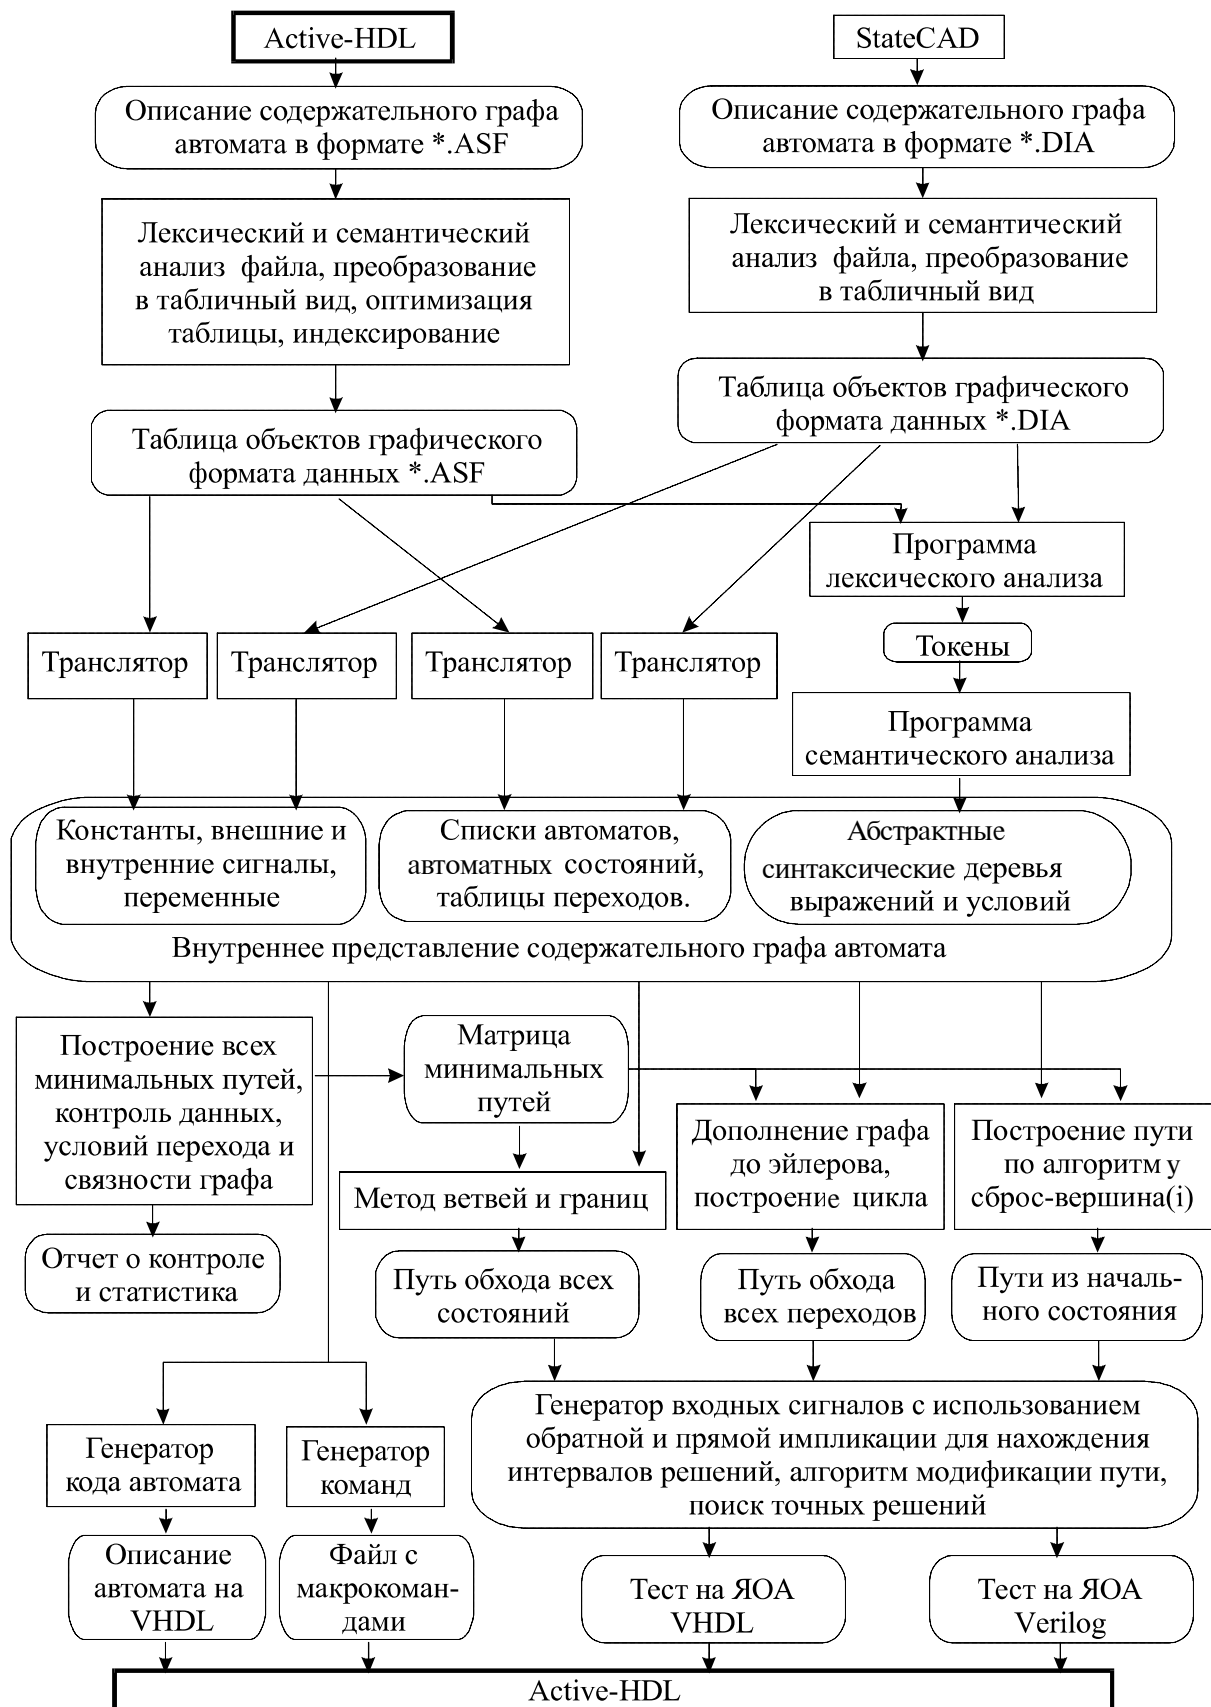 Active-HDL
StateCAD
Описание содержательного графа
автомата в формате *.ASF
Описание содержательного графа
автомата в формате *.DIA
Лексический и семантический
анализ файла, преобразование
в табличный вид, оптимизация
таблицы, индексирование
Лексический и семантический
анализ файла, преобразование
в табличный вид
Таблица объектов графического
формата данных *.ASF
Таблица объектов графического
формата данных *.DIA
Программа
лексического анализа
Токены
Транслятор
Транслятор
Транслятор
Транслятор
Программа
семантического анализа
Константы, внешние и
внутренние сигналы,
переменные
Списки автоматов,
автоматных состояний,
таблицы переходов.
Абстрактные
синтаксические деревья
выражений и условий
Внутреннее представление содержательного графа автомата
Построение всех
минимальных путей,
контроль данных,
условий перехода и
связности графа
Матрица
минимальных
путей
Метод ветвей и границ
Дополнение графа
до эйлерова,
построение цикла
Построение пути
по алгоритму
сброс-вершина(i)
Отчет о контроле
и статистика
Путь обхода всех
состояний
Путь обхода
всех переходов
Пути из началь-
ного состояния
Генератор
кода автомата
Генератор
команд
Генератор входных сигналов с использованием
обратной и прямой импликации для нахождения
интервалов решений, алгоритм модификации пути,
поиск точных решений
Описание
автомата на
VHDL
Файл с
макрокоман-
дами
Тест на ЯОА
VHDL
Тест на ЯОА
Verilog
Active-HDL